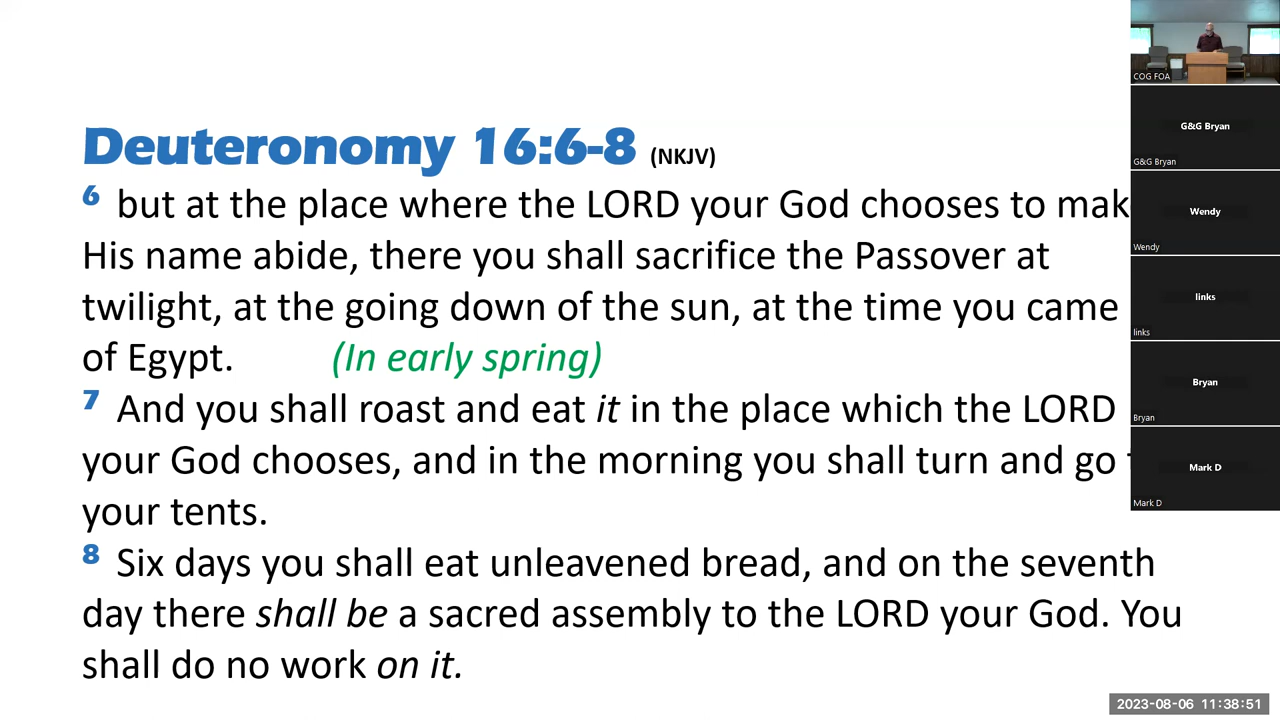 Deuteronomy 16:6-8 (NKJV)
6 but at the place where the LORD your God chooses to mak
His name abide, there you shall sacrifice the Passover at
twilight, at the going down of the sun, at the time you came
of Egypt. (In early spring)
7 And you shall roast and eat it in the place which the LORD
your God chooses, and in the morning you shall turn and go
your tents.
8 Six days you shall eat unleavened bread, and on the seventh
day there shall be a sacred assembly to the LORD your God. You
shall do no work on it.
COG FOA
G&G Bryan
G&G Bryan
Wendy
Wendy
links
links
Bryan
Bryan
Mark D
Mark D
2023-08-06 11:38:51